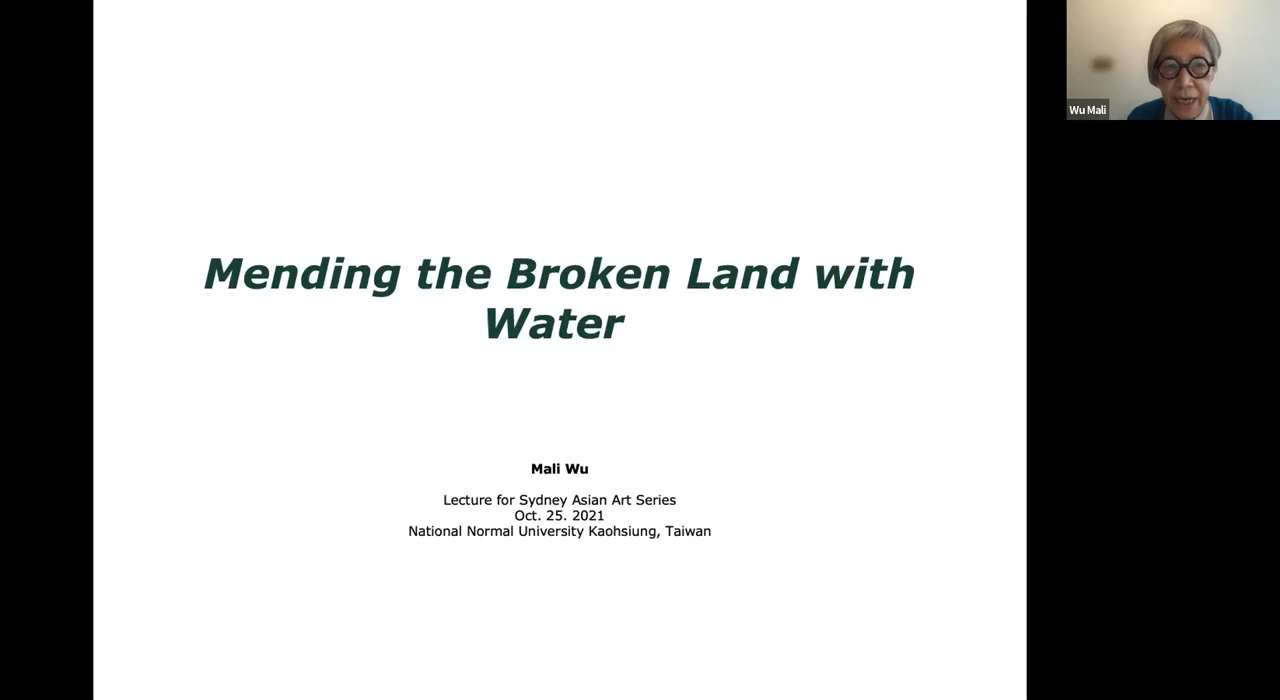 Mending the Broken Land with
Water
Mali Wu
Lecture for Sydney Asian Art Series
Oct. 25. 2021
National Normal University Kaohsiung, Taiwan
Wu Mali